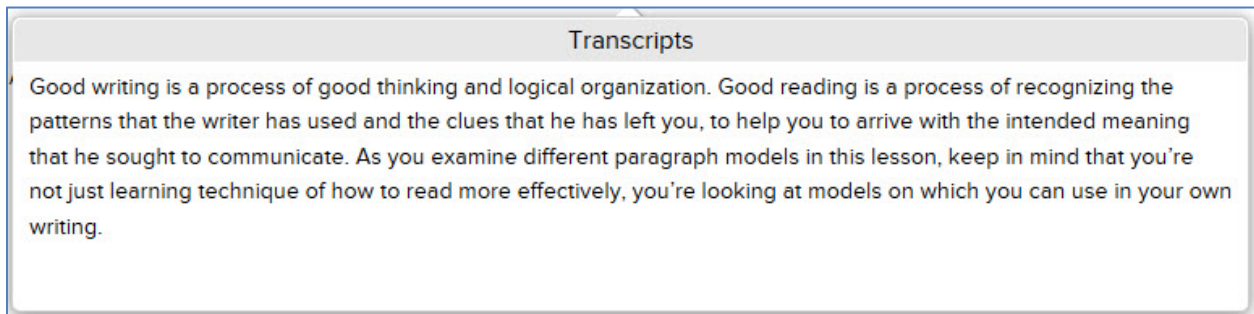 Transcripts
Good writing is a process of good thinking and logical organization. Good reading is a process of recognizing the
patterns that the writer has used and the clues that he has left you, to help you to arrive with the intended meaning
that he sought to communicate. As you examine different paragraph models in this lesson, keep in mind that you're
not just learning technique of how to read more effectively, you're looking at models on which you can use in your own
writing.